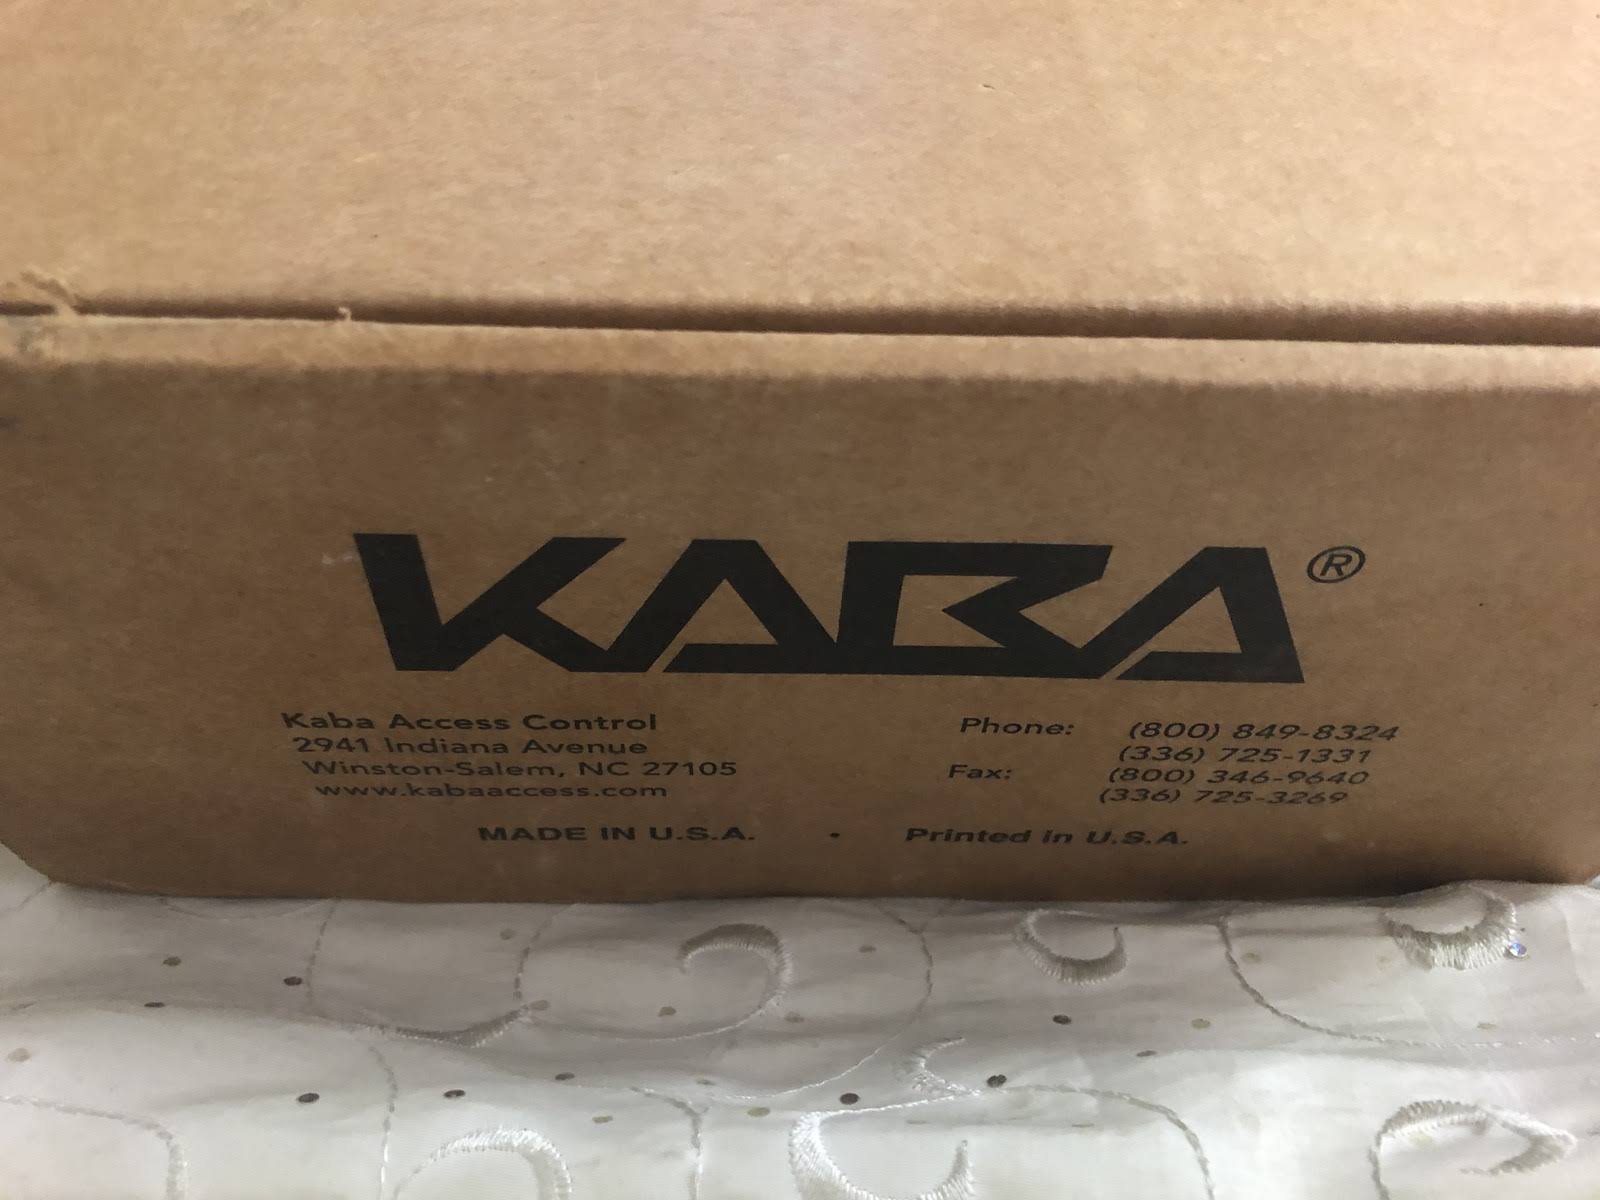 KABA®
Kaba Access Control
2941 Indiana Avenue
Winston-Salem, NC 27105
www.kabaaccess.com
Phone: (800) 849-8324
(336) 725-1331
Fax: (800) 346-9640
(336) 725-3269
MADE IN U.S.A. • Printed in U.S.A.